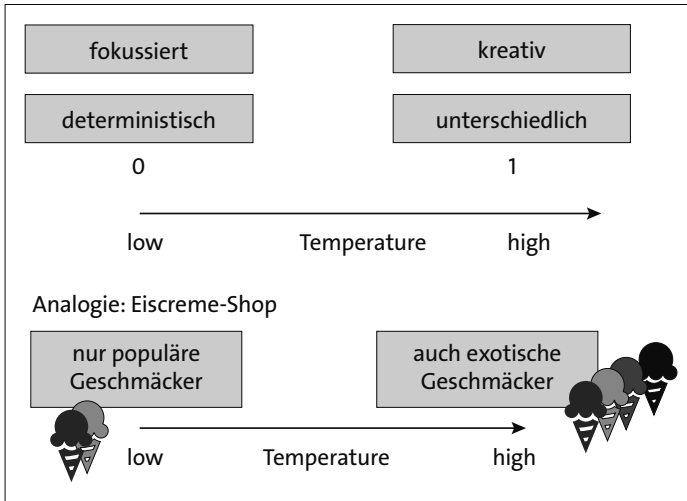 fokussiert
kreativ
deterministisch
unterschiedlich
0
1
low
Temperature
high
Analogie: Eiscreme-Shop
nur populäre
Geschmäcker
auch exotische
Geschmäcker
low
Temperature
high